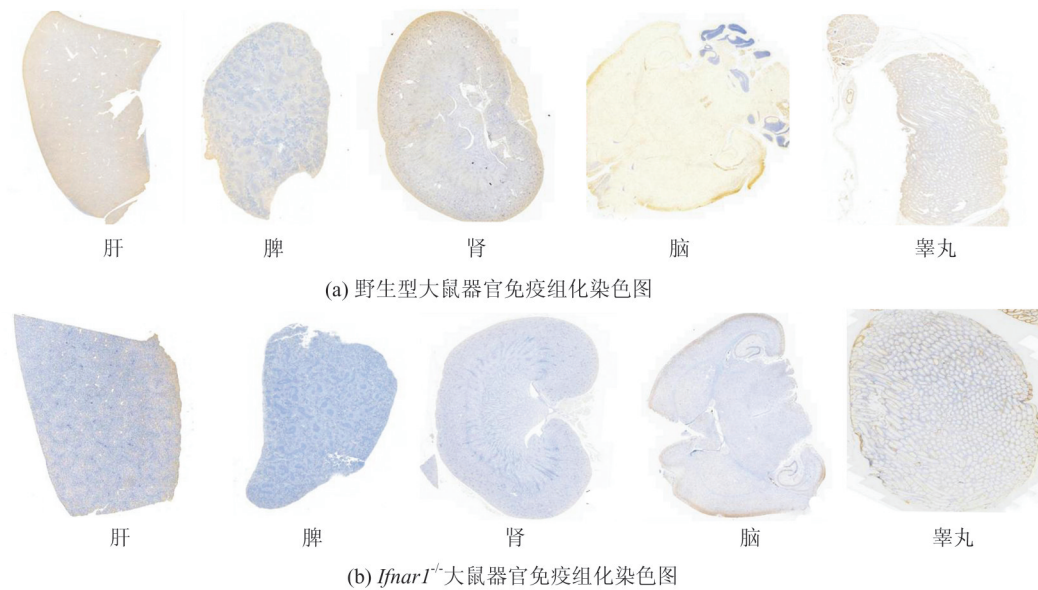 肝 脾 肾 脑 睾丸
(a) 野生型大鼠器官免疫组化染色图
肝 脾 肾 脑 睾丸
(b) Ifnar1-/-大鼠器官免疫组化染色图